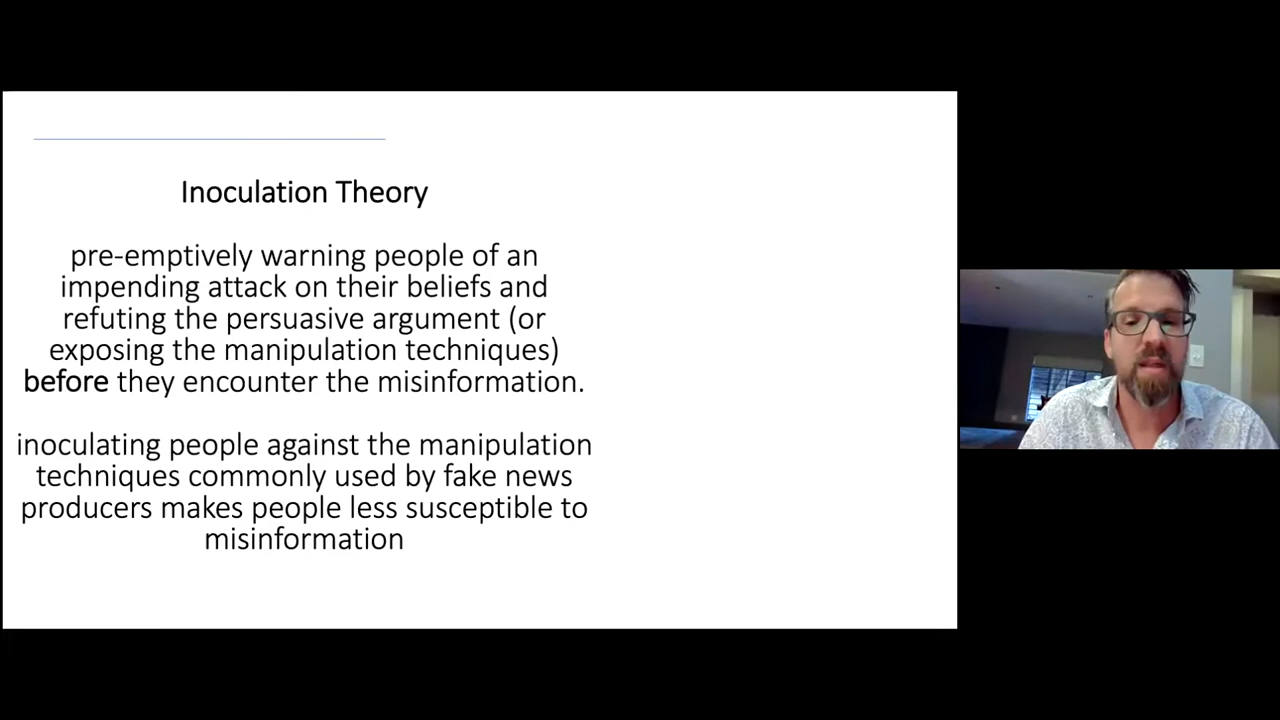 Inoculation Theory
pre-emptively warning people of an
impending attack on their beliefs and
refuting the persuasive argument (or
exposing the manipulation techniques)
before they encounter the misinformation.
inoculating people against the manipulation
techniques commonly used by fake news
producers makes people less susceptible to
misinformation